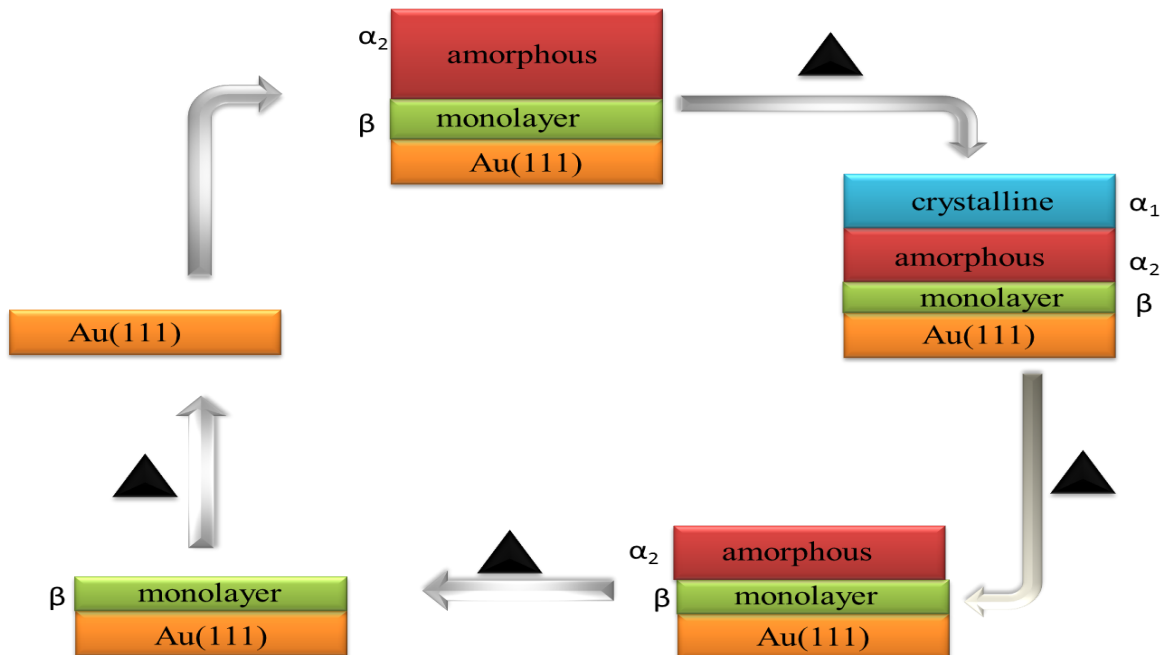 α₂ amorphous
β monolayer
Au(111)
crystalline α₁
amorphous α₂
monolayer β
Au(111)
Au(111)
α₂ amorphous
β monolayer
Au(111)
β monolayer
Au(111)